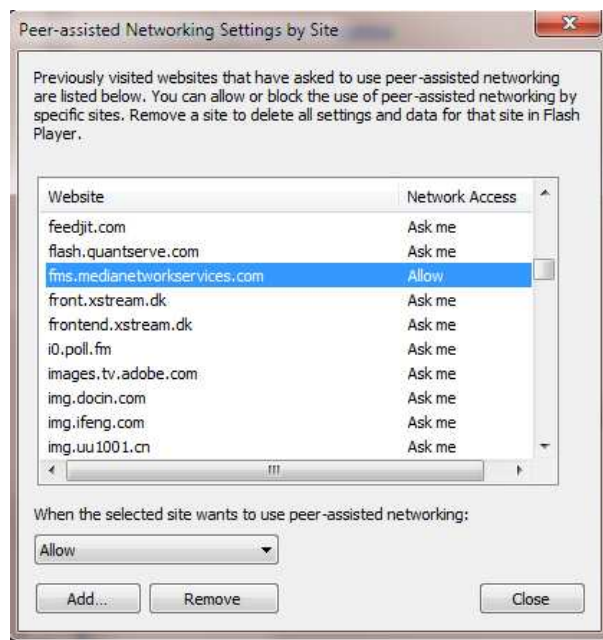 Peer-assisted Networking Settings by Site
Previously visited websites that have asked to use peer-assisted networking
are listed below. You can allow or block the use of peer-assisted networking by
specific sites. Remove a site to delete all settings and data for that site in Flash
Player.
Website Network Access
feedjit.com Ask me
flash.quantserve.com Ask me
fms.medianetworkservices.com Allow
front.xstream.dk Ask me
frontend.xstream.dk Ask me
i0.poll.fm Ask me
images.tv.adobe.com Ask me
img.docin.com Ask me
img.ifeng.com Ask me
img.uu1001.cn Ask me
When the selected site wants to use peer-assisted networking:
Allow
Add... Remove Close